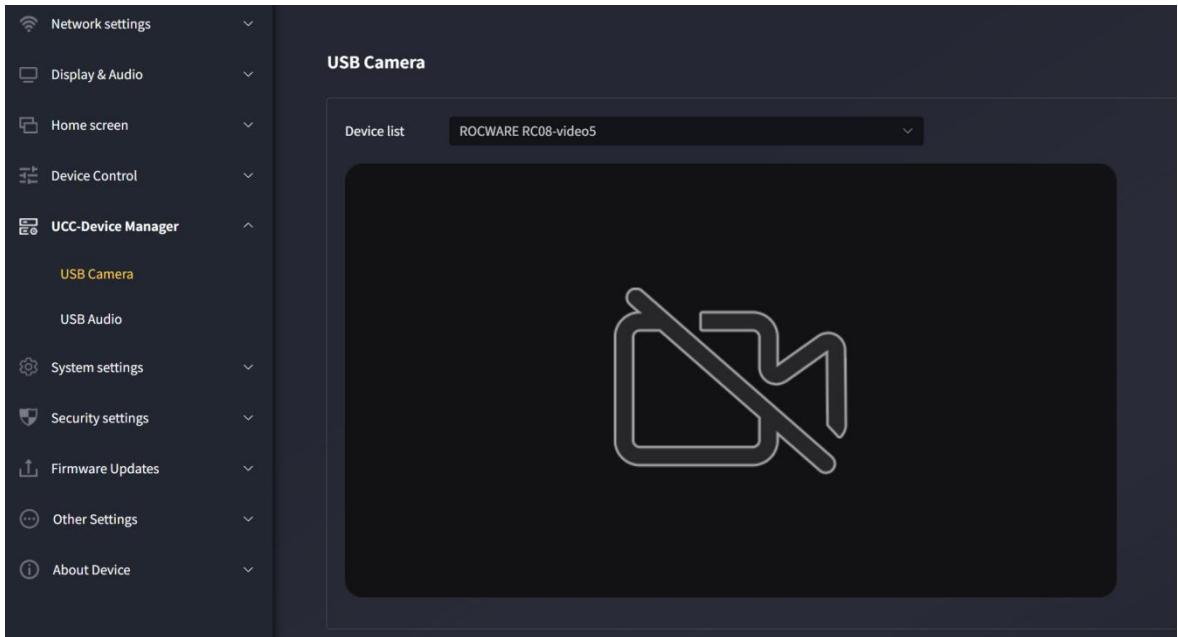 Network settings
Display & Audio
Home screen
Device Control
UCC-Device Manager
USB Camera
USB Audio
System settings
Security settings
Firmware Updates
Other Settings
About Device
USB Camera
Device list ROCWARE RC08-video5